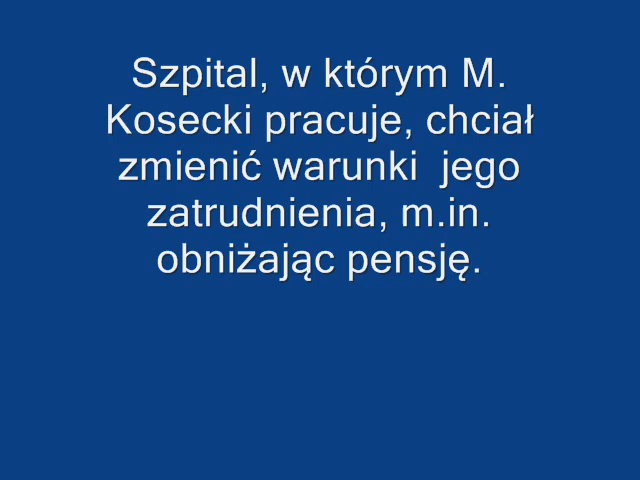 Szpital, w którym M.
Kosecki pracuje, chciał
zmienić warunki  jego
zatrudnienia, m.in.
obniżając pensję.